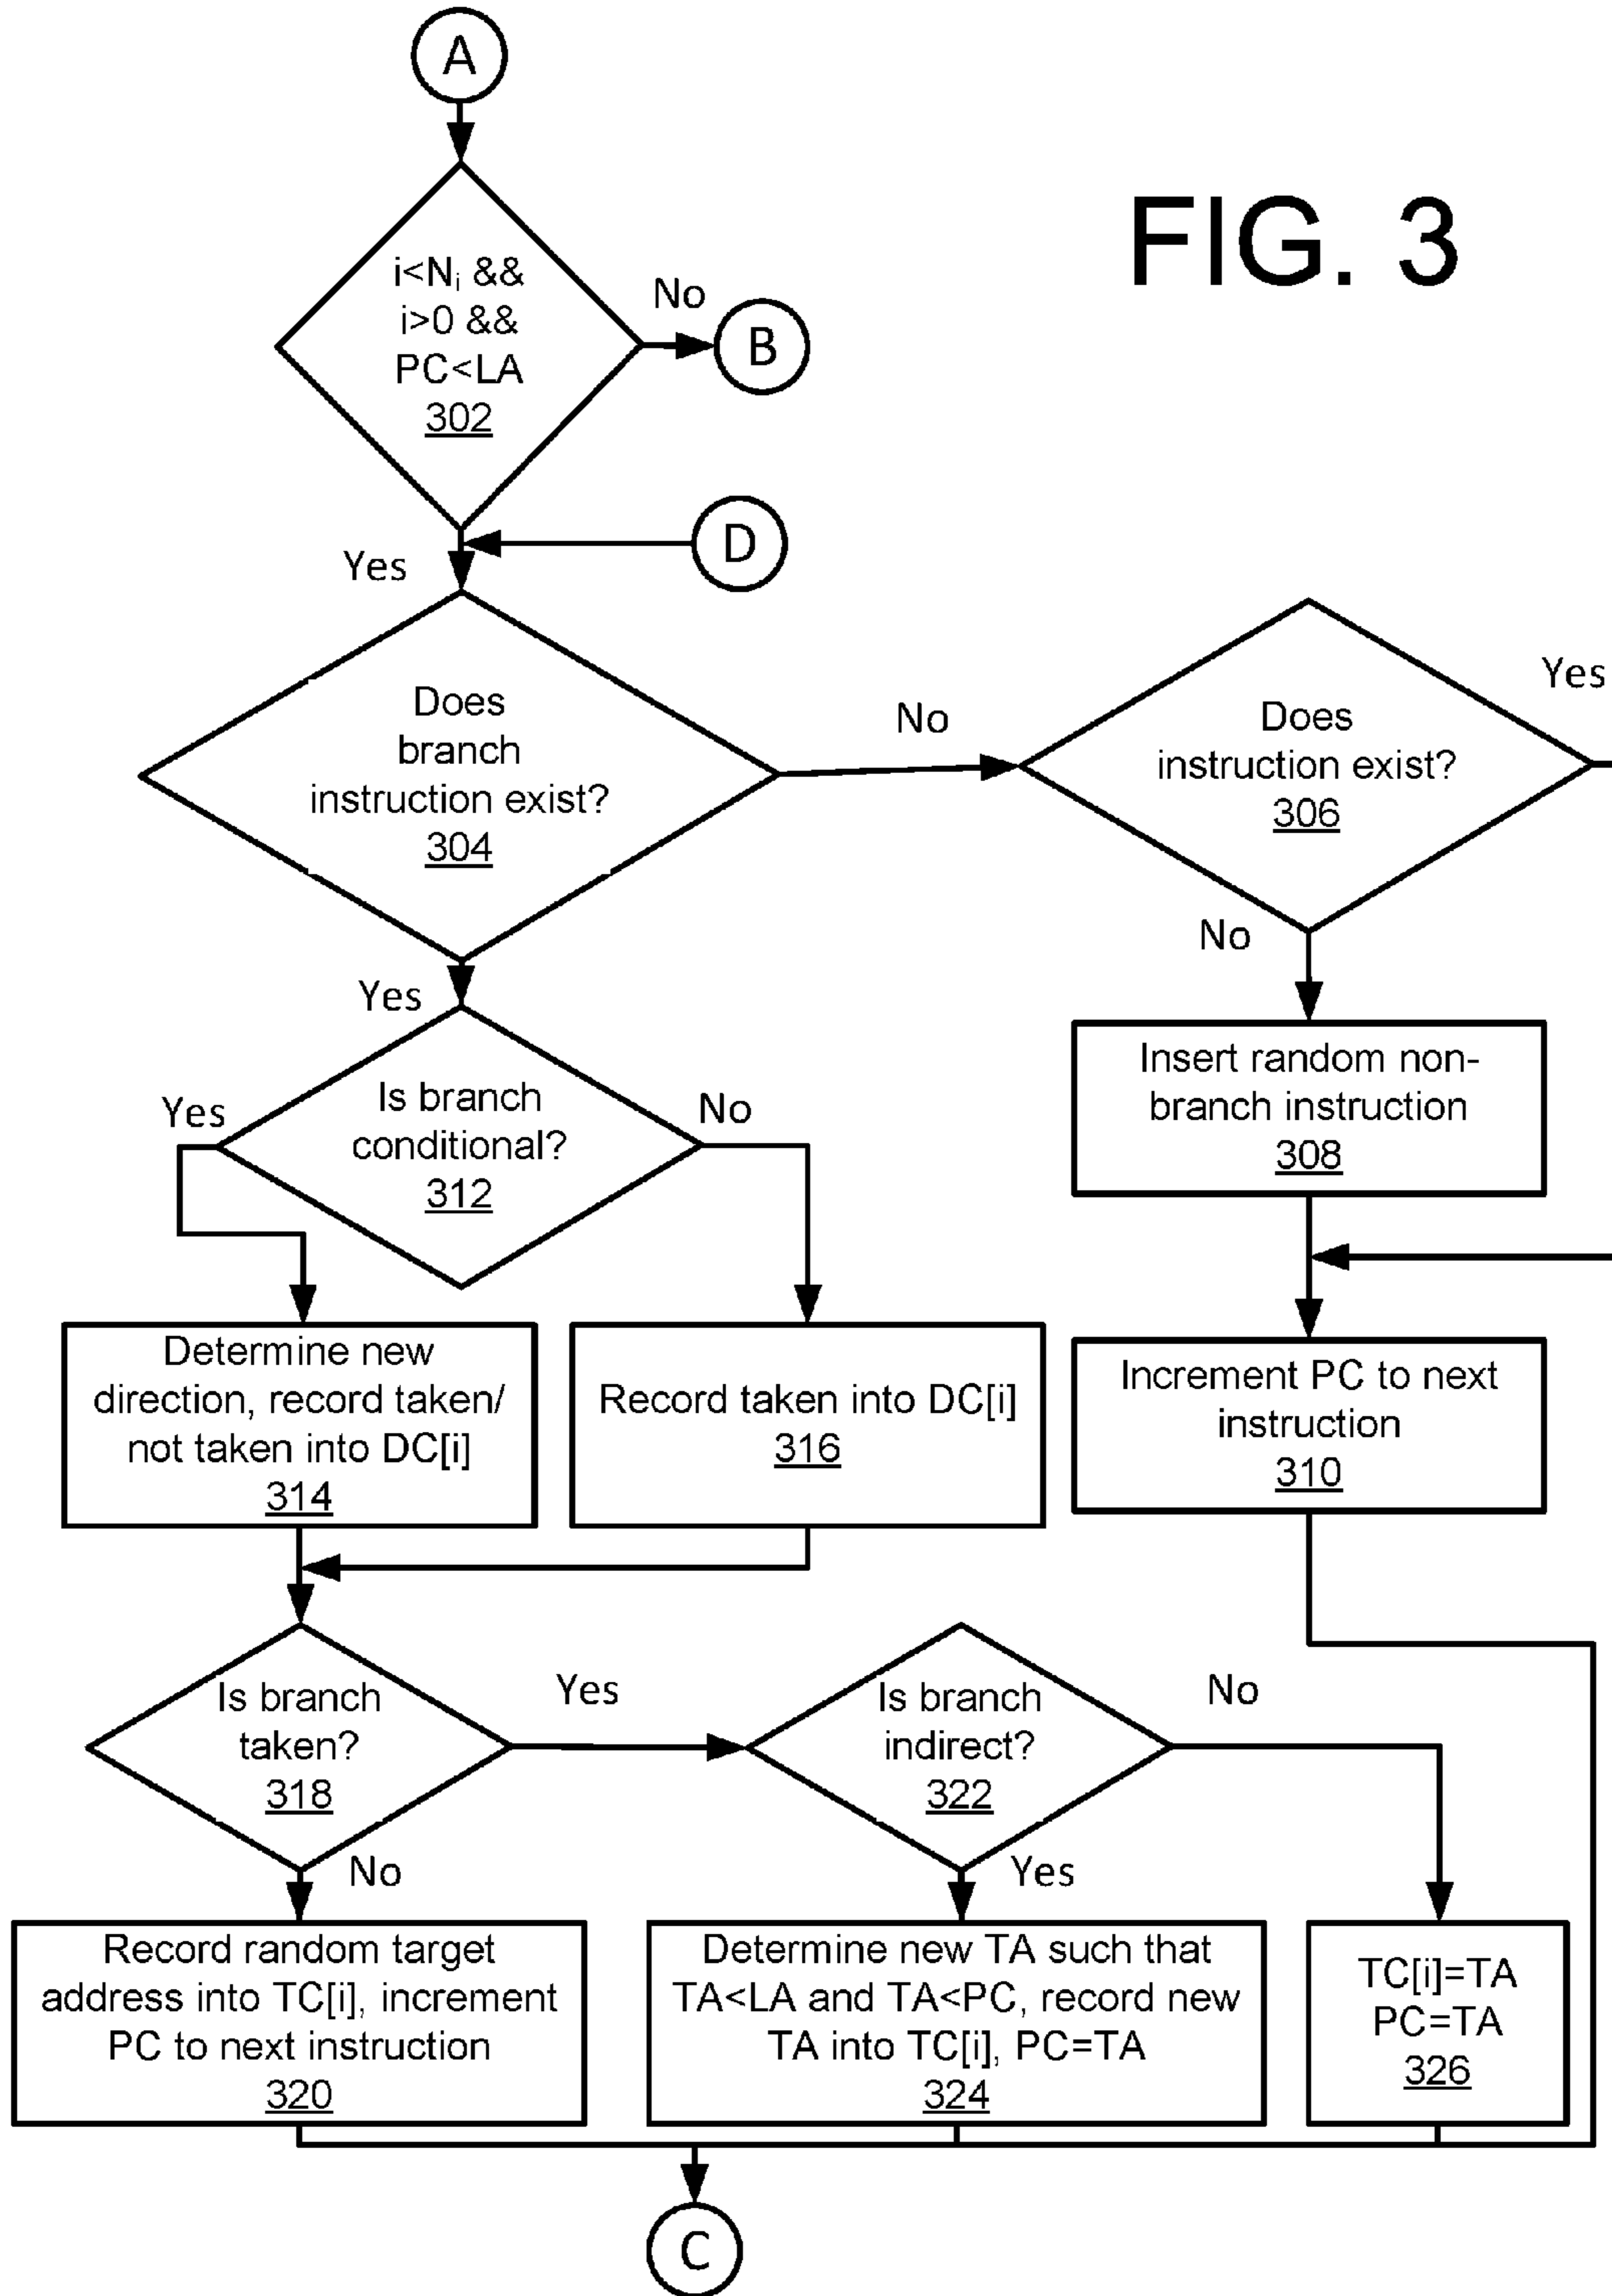 A
FIG. 3
i<Nᵢ &&
i>0 &&
PC<LA
302
No
B
D
Yes
Does
branch
instruction exist?
304
No
Does
instruction exist?
306
Yes
No
Yes
Insert random non-
branch instruction
308
Is branch
conditional?
312
Yes
No
Determine new
direction, record taken/
not taken into DC[i]
314
Record taken into DC[i]
316
Increment PC to next
instruction
310
Is branch
taken?
318
Yes
Is branch
indirect?
322
No
No
Yes
Record random target
address into TC[i], increment
PC to next instruction
320
Determine new TA such that
TA<LA and TA<PC, record new
TA into TC[i], PC=TA
324
TC[i]=TA
PC=TA
326
C